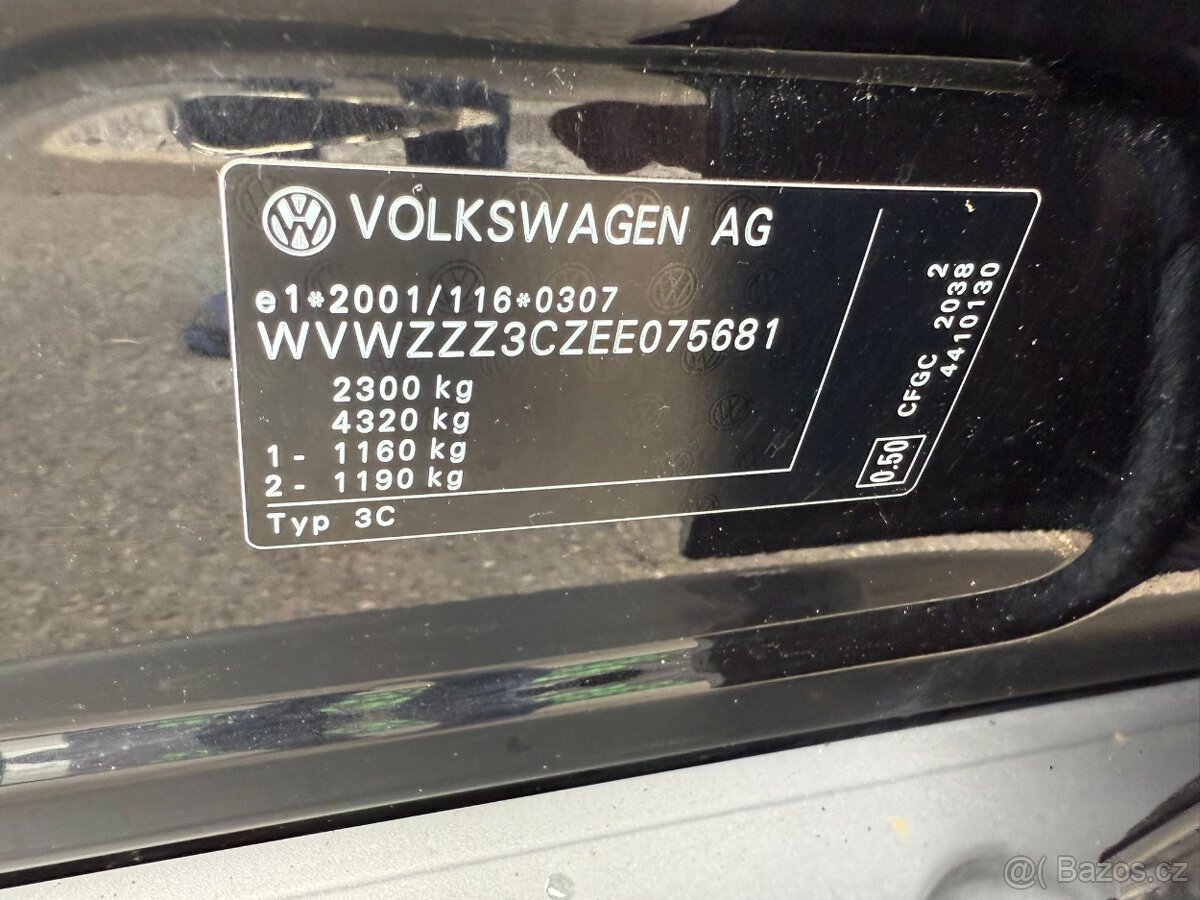 VOLKSWAGEN AG
e1*2001/116*0307
WVWZZZ3CZEE075681
2300 kg
4320 kg
1- 1160 kg
2- 1190 kg
Typ 3C
0.50
CFGC 2038 2
4410130
@( Bazos.cz